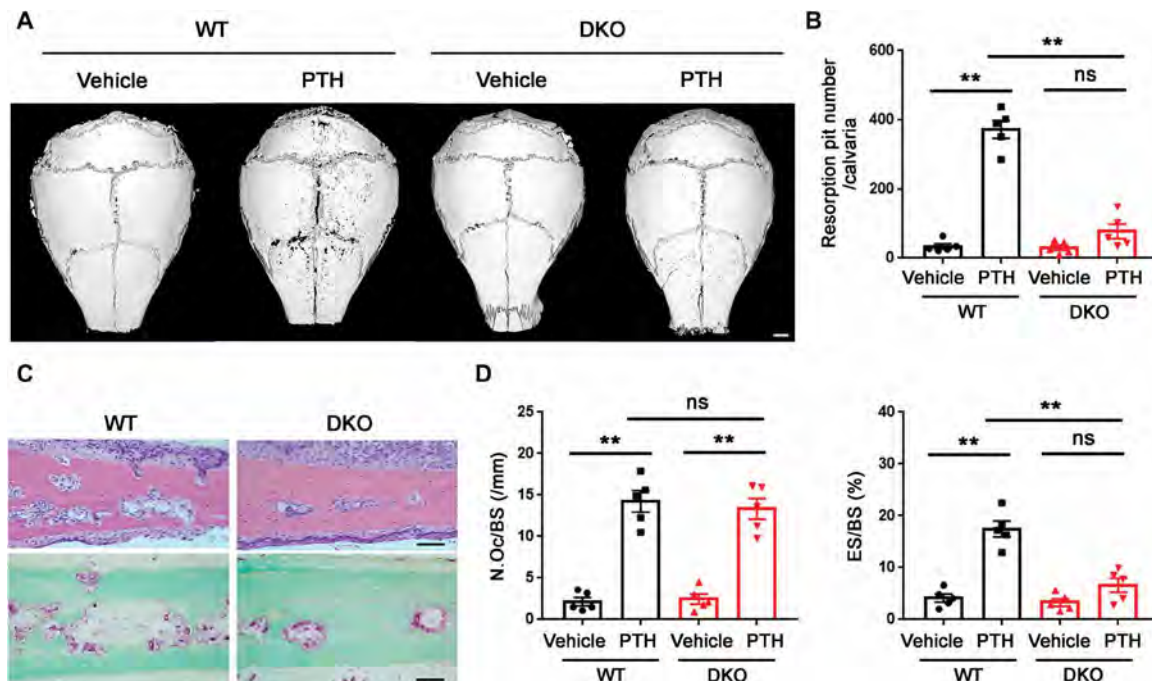 A
WT
DKO
Vehicle
PTH
Vehicle
PTH
B
Resorption pit number
/calvaria
600
400
200
0
**
**
ns
Vehicle
PTH
Vehicle
PTH
WT
DKO
C
WT
DKO
D
N.Oc/BS (/mm)
25
20
15
10
5
0
ns
**
**
Vehicle
PTH
Vehicle
PTH
WT
DKO
ES/BS (%)
40
30
20
10
0
**
**
ns
Vehicle
PTH
Vehicle
PTH
WT
DKO